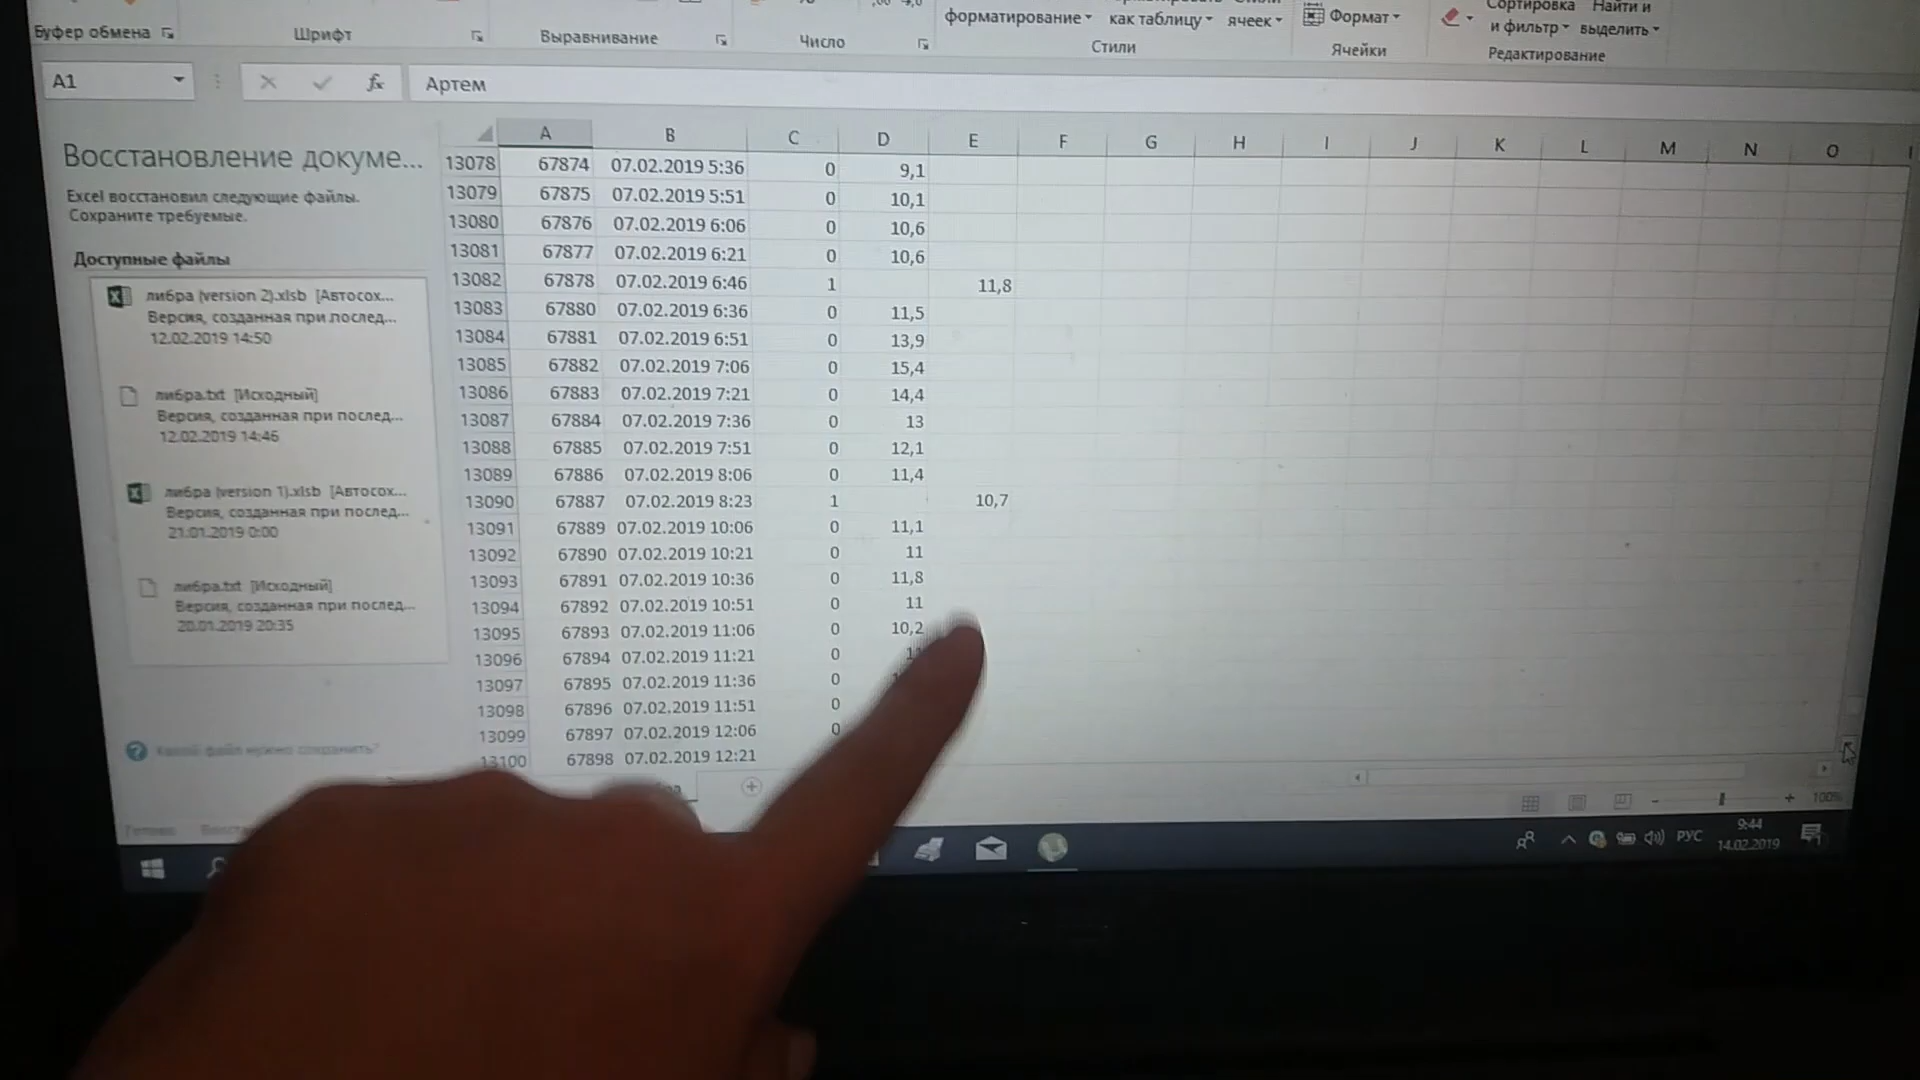 форматирование как таблицу ячеек Формат Сортировка Найти и
и фильтр выделить
Буфер обмена Шрифт Выравнивание Число Стили Ячейки Редактирование
A1 fx Артем
Восстановление докуме...
Excel восстановил следующие файлы.
Сохраните требуемые.
Доступные файлы
либра (version 2).xlsb [Автосох...
Версия, созданная при послед...
12.02.2019 14:50
либра.txt [Исходный]
Версия, созданная при послед...
12.02.2019 14:46
либра (version 1).xlsb [Автосох...
Версия, созданная при послед...
21.01.2019 0:00
либра.txt [Исходный]
Версия, созданная при послед...
20.01.2019 20:35
Какой файл нужно сохранить?
A B C D E F G H I J K L M N O
13078 67874 07.02.2019 5:36 0 9,1
13079 67875 07.02.2019 5:51 0 10,1
13080 67876 07.02.2019 6:06 0 10,6
13081 67877 07.02.2019 6:21 0 10,6
13082 67878 07.02.2019 6:46 1 11,8
13083 67880 07.02.2019 6:36 0 11,5
13084 67881 07.02.2019 6:51 0 13,9
13085 67882 07.02.2019 7:06 0 15,4
13086 67883 07.02.2019 7:21 0 14,4
13087 67884 07.02.2019 7:36 0 13
13088 67885 07.02.2019 7:51 0 12,1
13089 67886 07.02.2019 8:06 0 11,4
13090 67887 07.02.2019 8:23 1 10,7
13091 67889 07.02.2019 10:06 0 11,1
13092 67890 07.02.2019 10:21 0 11
13093 67891 07.02.2019 10:36 0 11,8
13094 67892 07.02.2019 10:51 0 11
13095 67893 07.02.2019 11:06 0 10,2
13096 67894 07.02.2019 11:21 0
13097 67895 07.02.2019 11:36 0
13098 67896 07.02.2019 11:51 0
13099 67897 07.02.2019 12:06 0
13100 67898 07.02.2019 12:21
Готово
100%
РУС
9:44
14.02.2019